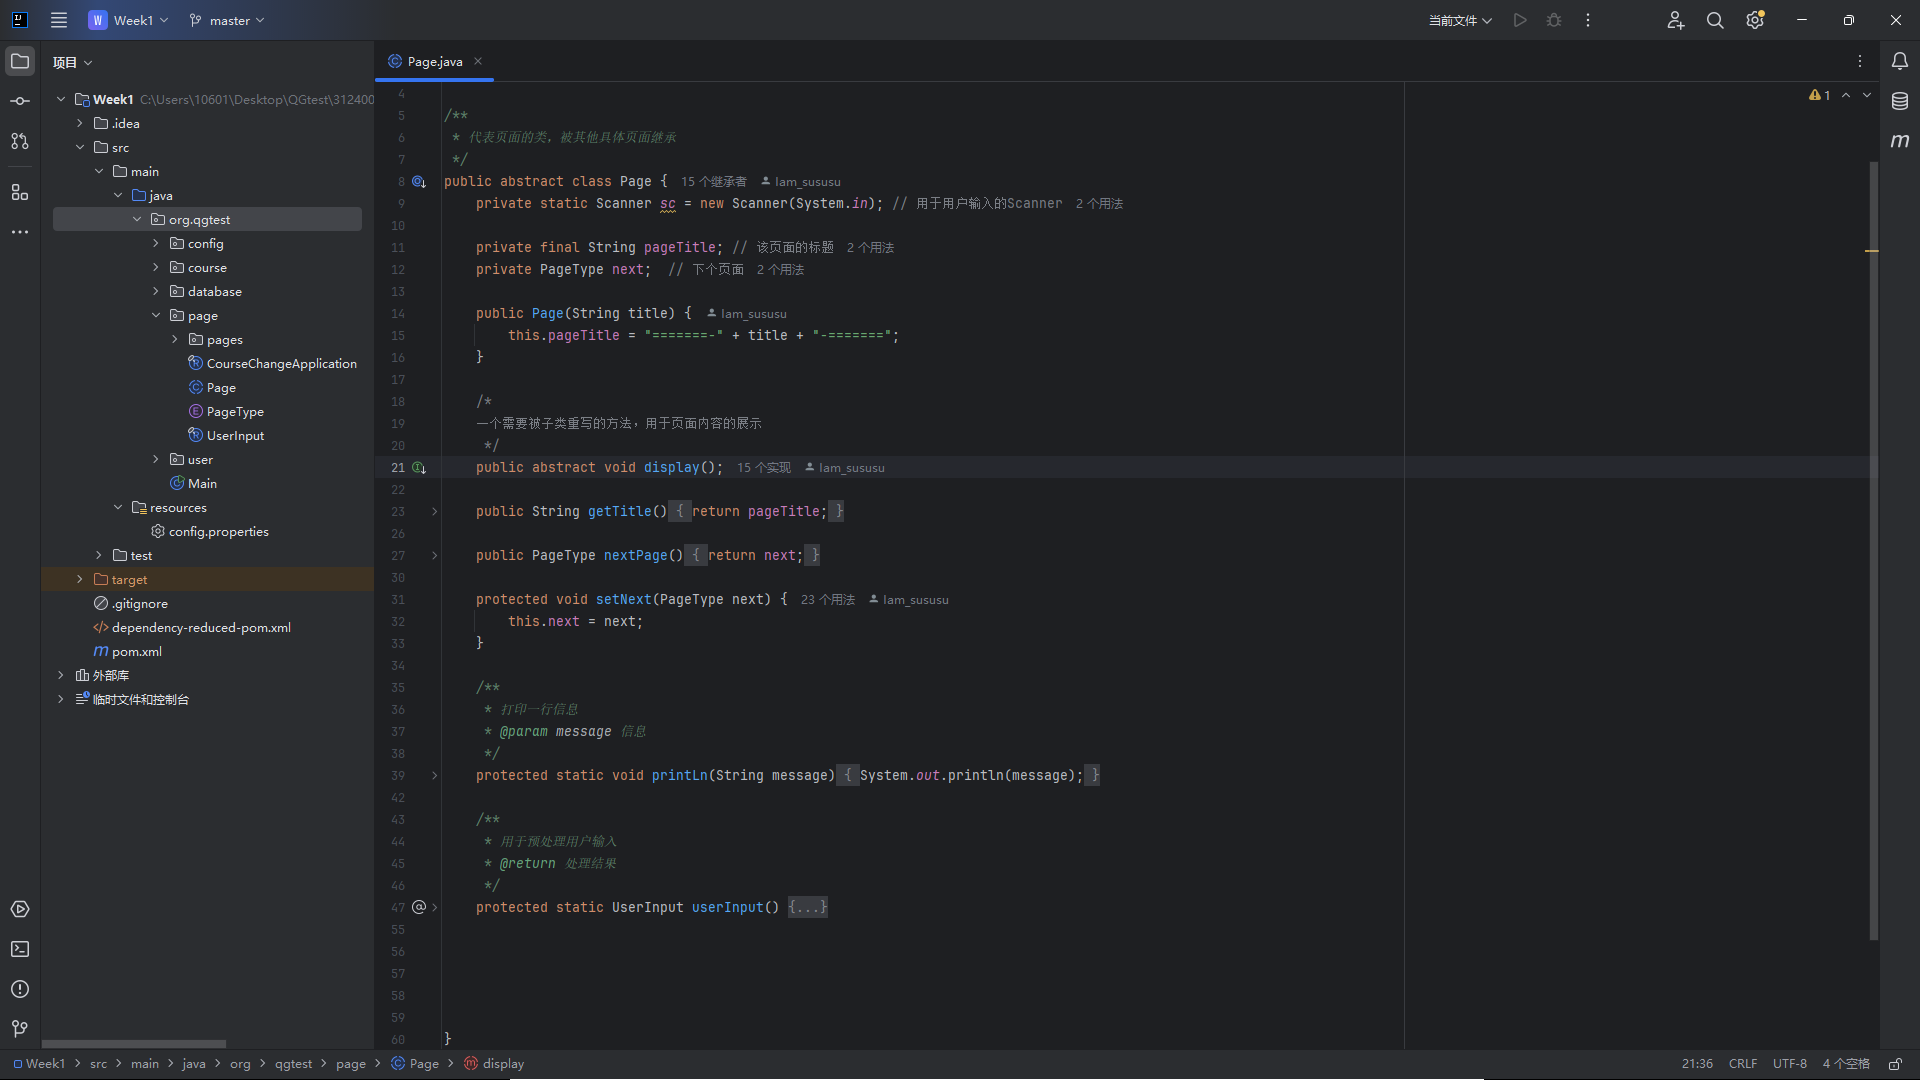 W Week1 master 当前文件
项目
Page.java
Week1 C:\Users\10601\Desktop\QGtest\312400
.idea
src
main
java
org.qgtest
config
course
database
page
pages
CourseChangeApplication
Page
PageType
UserInput
user
Main
resources
config.properties
test
target
.gitignore
dependency-reduced-pom.xml
pom.xml
外部库
临时文件和控制台
1
4
5 /**
6 * 代表页面的类，被其他具体页面继承
7 */
8 public abstract class Page { 15 个继承者 Iam_sususu
9 private static Scanner sc = new Scanner(System.in); // 用于用户输入的Scanner 2 个用法
10
11 private final String pageTitle; // 该页面的标题 2 个用法
12 private PageType next; // 下个页面 2 个用法
13
14 public Page(String title) { Iam_sususu
15 this.pageTitle = "=======-" + title + "-=======";
16 }
17
18 /*
19 一个需要被子类重写的方法，用于页面内容的展示
20 */
21 public abstract void display(); 15 个实现 Iam_sususu
22
23 public String getTitle() { return pageTitle; }
26
27 public PageType nextPage() { return next; }
30
31 protected void setNext(PageType next) { 23 个用法 Iam_sususu
32 this.next = next;
33 }
34
35 /**
36 * 打印一行信息
37 * @param message 信息
38 */
39 protected static void printLn(String message) { System.out.println(message); }
42
43 /**
44 * 用于预处理用户输入
45 * @return 处理结果
46 */
47 protected static UserInput userInput() {...}
55
56
57
58
59
60 }
Week1 > src > main > java > org > qgtest > page > Page > display
21:36 CRLF UTF-8 4 个空格